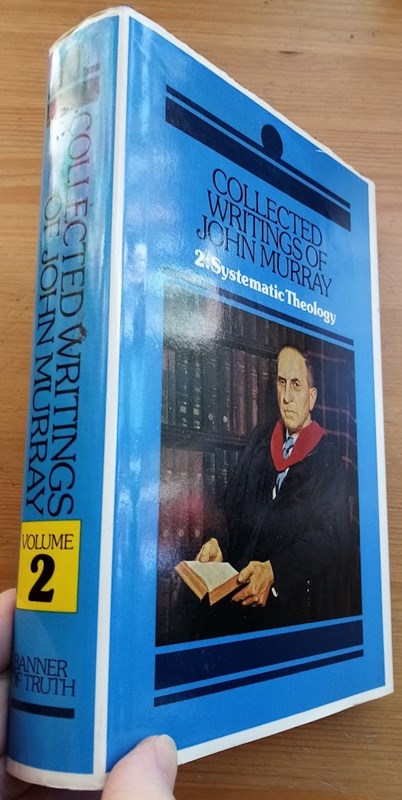 COLLECTED
WRITINGS OF
JOHN MURRAY
2: Systematic Theology
COLLECTED WRITINGS
OF JOHN MURRAY
VOLUME
2
BANNER
OF TRUTH